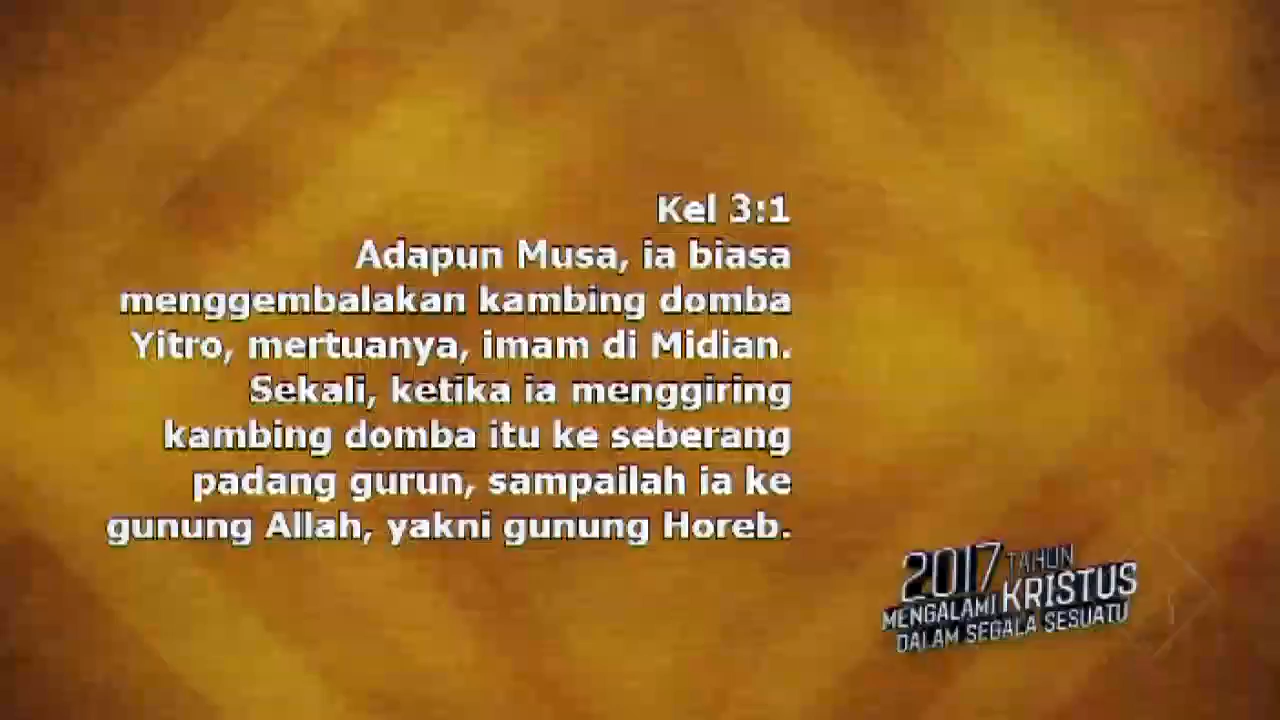 Kel 3:1
Adapun Musa, ia biasa
menggembalakan kambing domba
Yitro, mertuanya, imam di Midian.
Sekali, ketika ia menggiring
kambing domba itu ke seberang
padang gurun, sampailah ia ke
gunung Allah, yakni gunung Horeb.
2017 TAHUN
MENGALAMI KRISTUS
DALAM SEGALA SESUATU